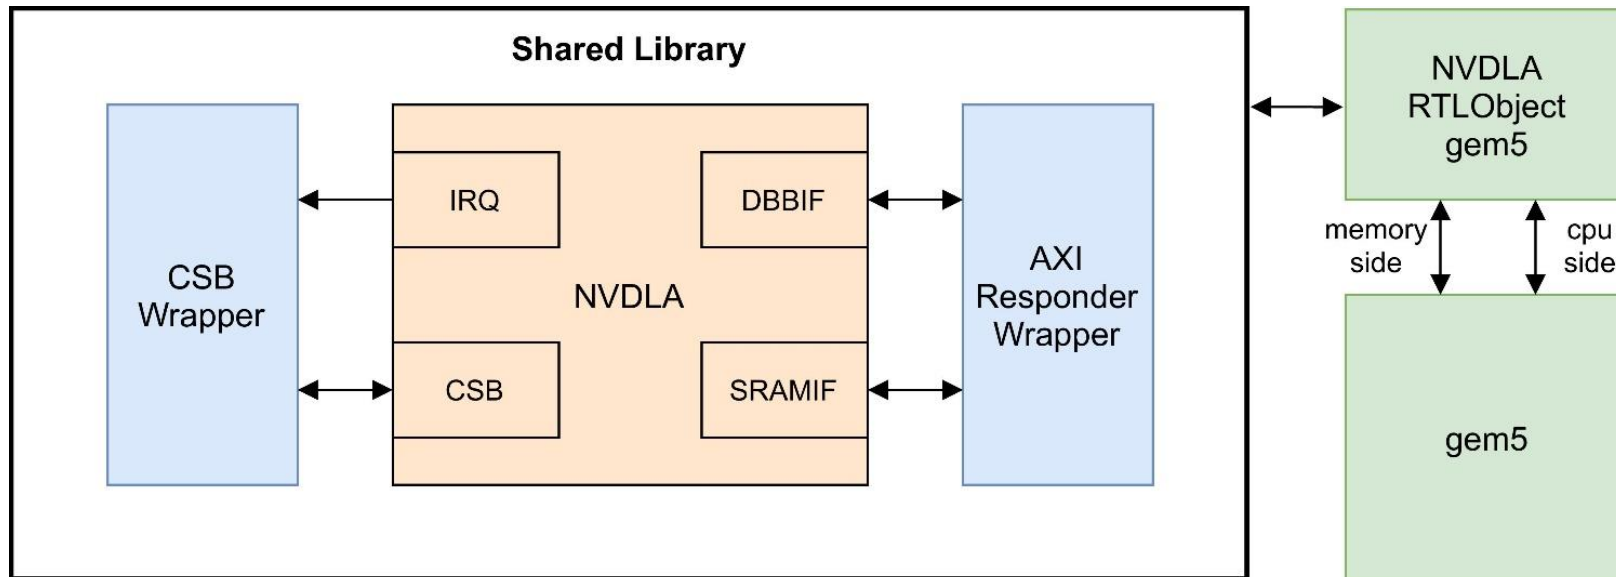 Shared Library
CSB
Wrapper
IRQ
CSB
NVDLA
DBBIF
SRAMIF
AXI
Responder
Wrapper
NVDLA
RTLObject
gem5
memory
side
cpu
side
gem5